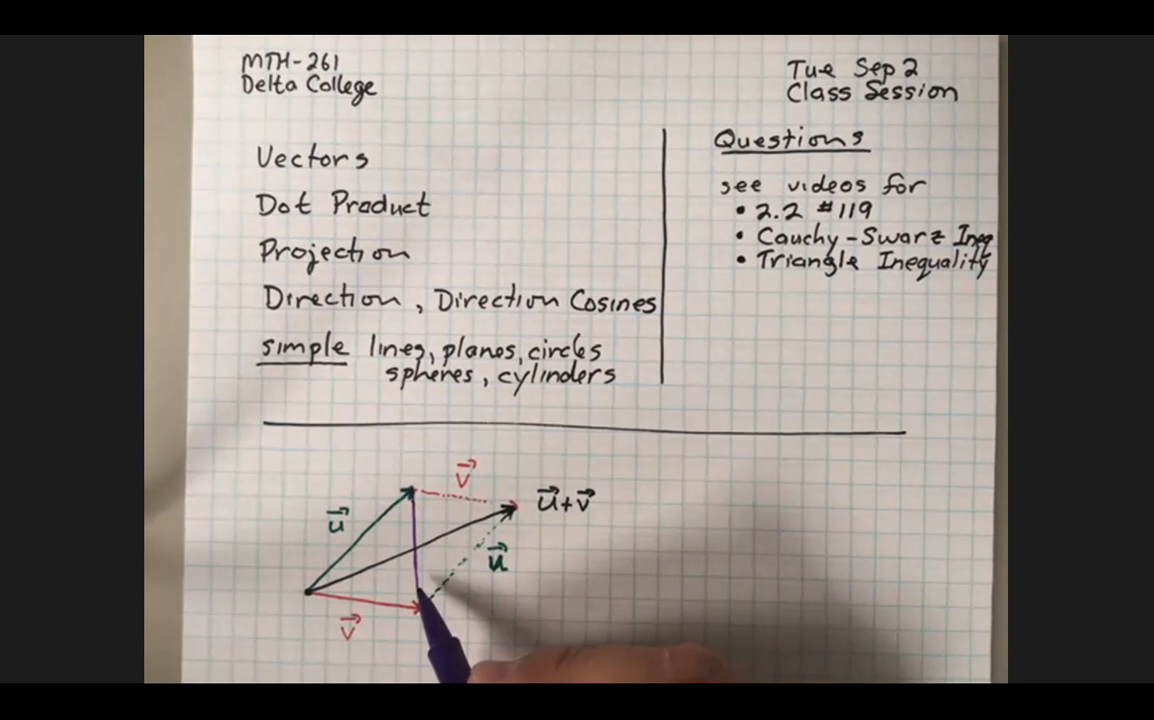 MTH-261
Delta College
Tue Sep 2
Class Session
Vectors
Dot Product
Projection
Direction, Direction Cosines
simple lines, planes, circles
spheres, cylinders
Questions
see videos for
• 2.2 #119
• Cauchy-Swarz Ineq
• Triangle Inequality
v⃗
u⃗+v⃗
u⃗
u⃗
v⃗